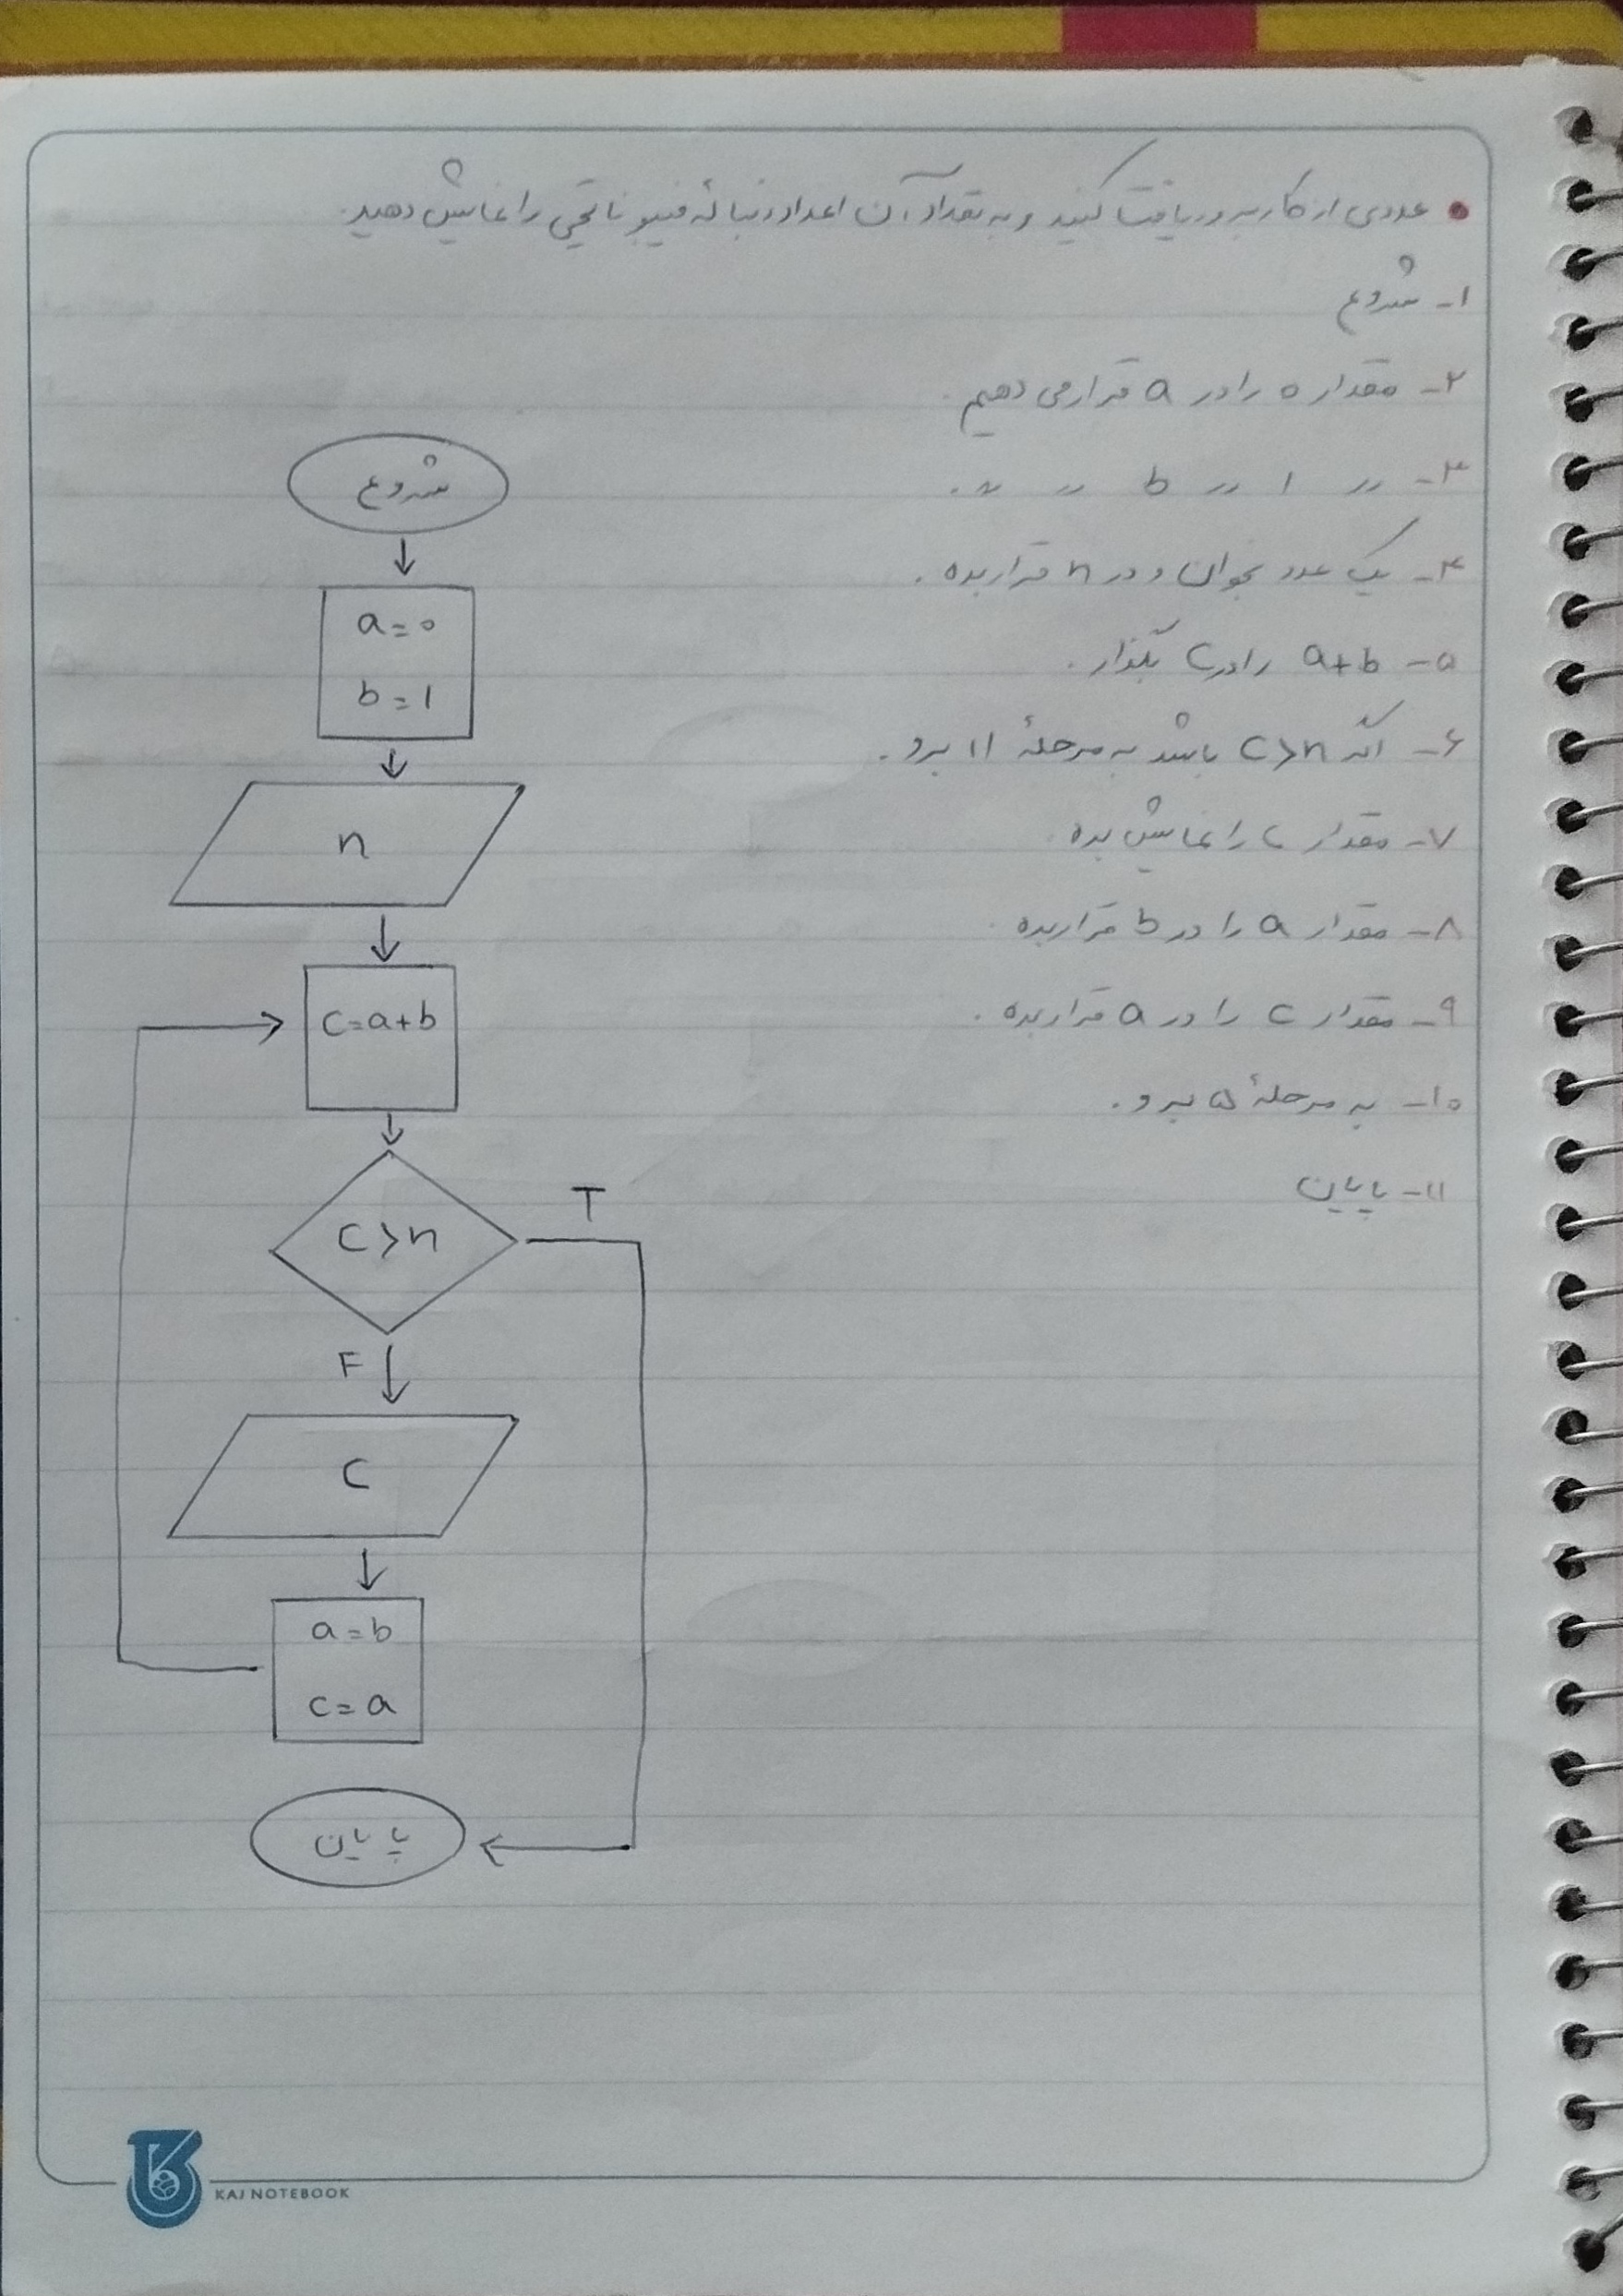 • عددی از کاربر دریافت کنید و به تعداد آن اعداد دنباله فیبوناتچی را نمایش دهید.
۱- شروع
۲- مقدار ۰ را در a قرار می دهیم.
۳- 〃 ۱ 〃 b 〃 〃.
۴- یک عدد بخوان و در n قرار بده.
۵- a+b را در c بگذار.
۶- اگر c>n باشد به مرحلهٔ ۱۱ برو.
۷- مقدار c را نمایش بده.
۸- مقدار a را در b قرار بده.
۹- مقدار c را در a قرار بده.
۱۰- به مرحلهٔ ۵ برو.
۱۱- پایان
شروع
a=۰
b=۱
n
c=a+b
c>n
T
F
c
a=b
c=a
پایان
KAJ NOTEBOOK